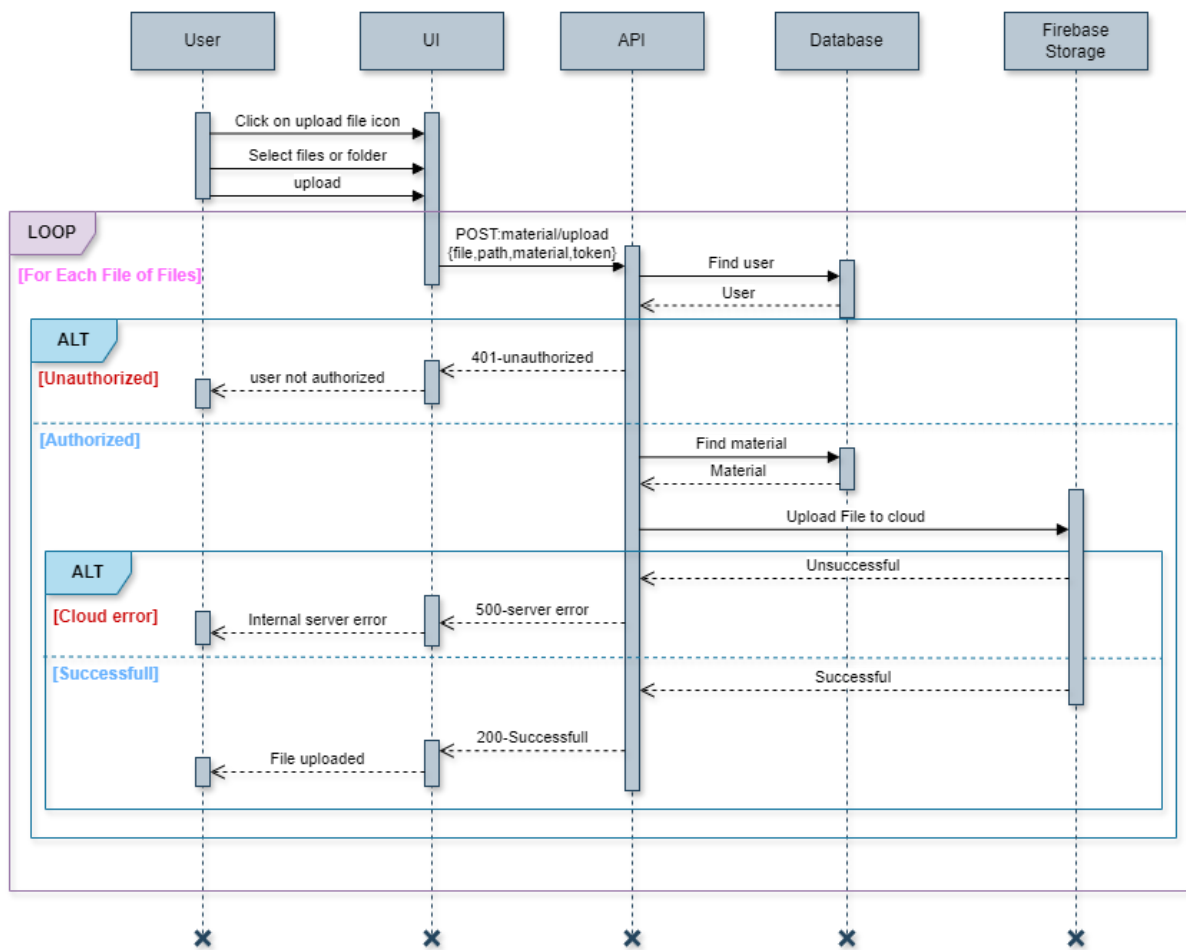 User
UI
API
Database
Firebase
Storage
Click on upload file icon
Select files or folder
upload
LOOP
POST:material/upload
{file,path,material,token}
[For Each File of Files]
Find user
User
ALT
401-unauthorized
[Unauthorized]
user not authorized
[Authorized]
Find material
Material
Upload File to cloud
ALT
Unsuccessful
[Cloud error]
500-server error
Internal server error
[Successfull]
Successful
200-Successfull
File uploaded